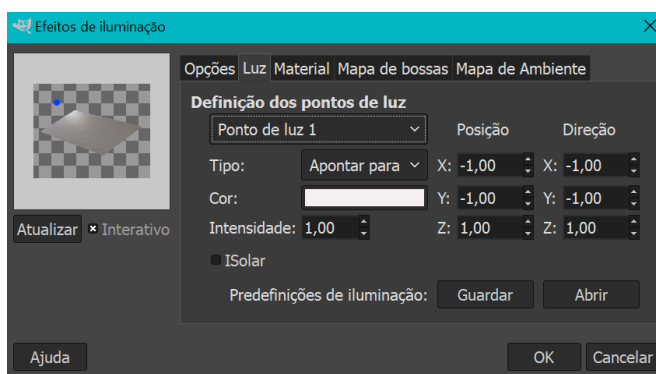 Efeitos de iluminação
Opções Luz Material Mapa de bossas Mapa de Ambiente
Definição dos pontos de luz
Ponto de luz 1 Posição Direção
Tipo: Apontar para X: -1,00 X: -1,00
Cor: Y: -1,00 Y: -1,00
Atualizar Interativo Intensidade: 1,00 Z: 1,00 Z: 1,00
ISolar
Predefinições de iluminação: Guardar Abrir
Ajuda OK Cancelar